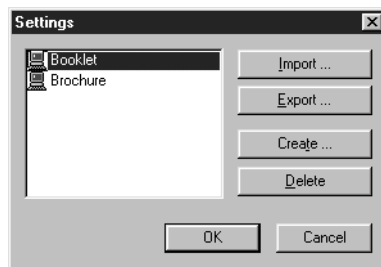 Settings
Booklet
Brochure
Import ...
Export ...
Create ...
Delete
OK
Cancel